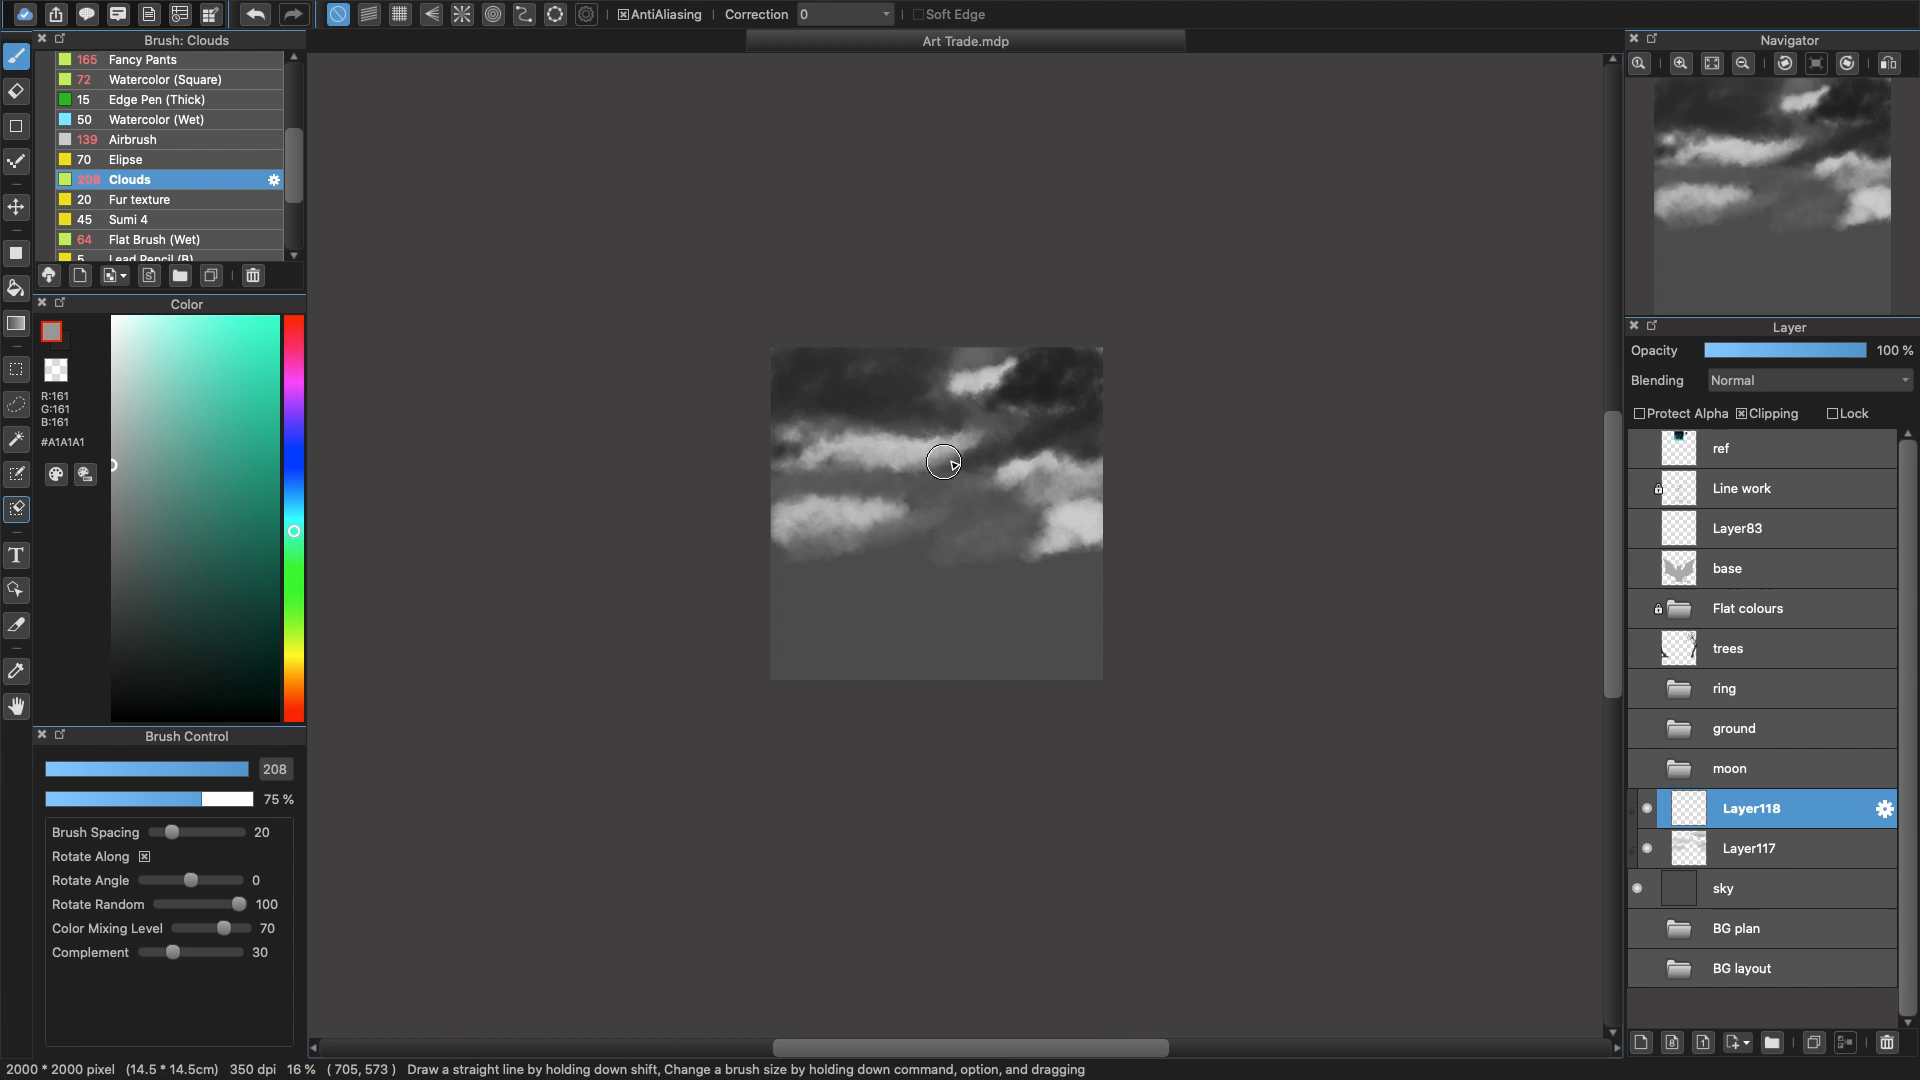 AntiAliasing
Correction
0
Soft Edge
Brush: Clouds
Art Trade.mdp
Navigator
165 Fancy Pants
72 Watercolor (Square)
15 Edge Pen (Thick)
50 Watercolor (Wet)
139 Airbrush
70 Elipse
208 Clouds
20 Fur texture
45 Sumi 4
64 Flat Brush (Wet)
5 Lead Pencil (B)
Color
R:161
G:161
B:161
#A1A1A1
Brush Control
208
75 %
Brush Spacing 20
Rotate Along
Rotate Angle 0
Rotate Random 100
Color Mixing Level 70
Complement 30
Layer
Opacity 100 %
Blending Normal
Protect Alpha Clipping Lock
ref
Line work
Layer83
base
Flat colours
trees
ring
ground
moon
Layer118
Layer117
sky
BG plan
BG layout
2000 * 2000 pixel (14.5 * 14.5cm) 350 dpi 16 % ( 705, 573 ) Draw a straight line by holding down shift, Change a brush size by holding down command, option, and dragging